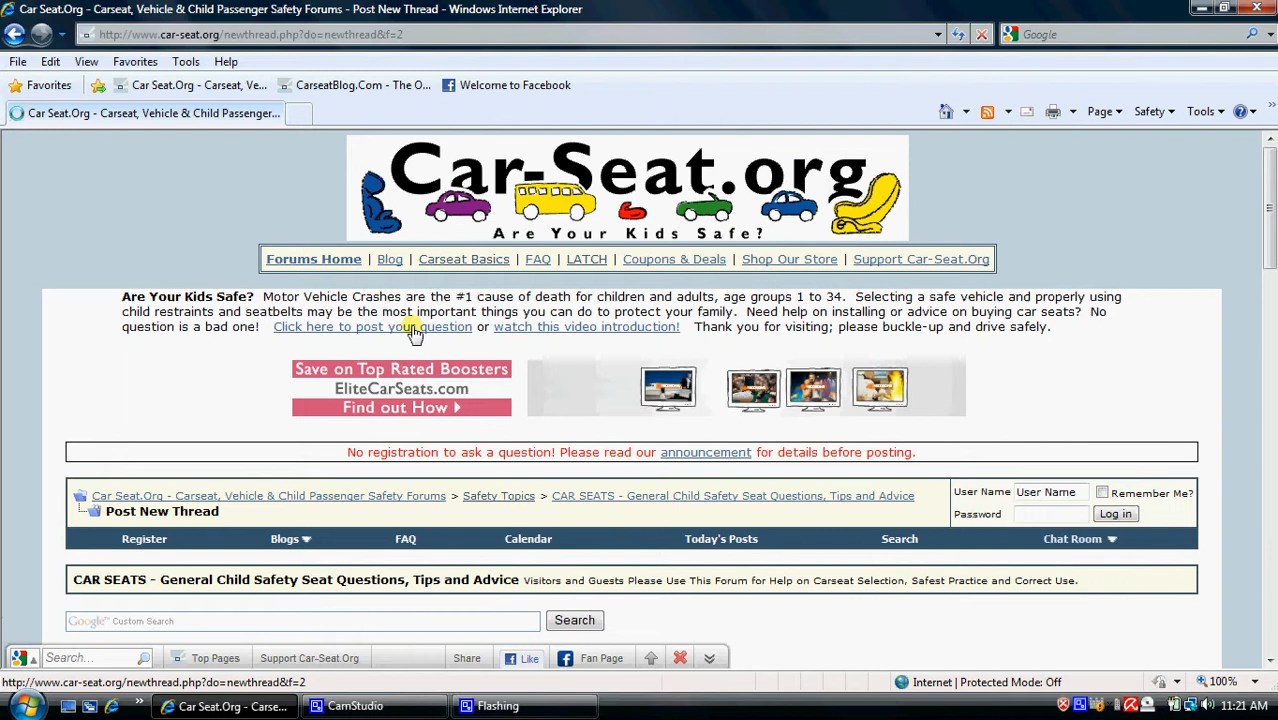 Car Seat.Org - Carseat, Vehicle & Child Passenger Safety Forums - Post New Thread - Windows Internet Explorer
http://www.car-seat.org/newthread.php?do=newthread&f=2
Google
File Edit View Favorites Tools Help
Favorites Car Seat.Org - Carseat, Ve... CarseatBlog.Com - The O... Welcome to Facebook
Car Seat.Org - Carseat, Vehicle & Child Passenger... Page Safety Tools
Car-Seat.org
Are Your Kids Safe?
Forums Home | Blog | Carseat Basics | FAQ | LATCH | Coupons & Deals | Shop Our Store | Support Car-Seat.Org
Are Your Kids Safe? Motor Vehicle Crashes are the #1 cause of death for children and adults, age groups 1 to 34. Selecting a safe vehicle and properly using
child restraints and seatbelts may be the most important things you can do to protect your family. Need help on installing or advice on buying car seats? No
question is a bad one! Click here to post your question or watch this video introduction! Thank you for visiting; please buckle-up and drive safely.
Save on Top Rated Boosters
EliteCarSeats.com
Find out How
No registration to ask a question! Please read our announcement for details before posting.
Car Seat.Org - Carseat, Vehicle & Child Passenger Safety Forums > Safety Topics > CAR SEATS - General Child Safety Seat Questions, Tips and Advice
Post New Thread
User Name User Name Remember Me?
Password Log in
Register Blogs FAQ Calendar Today's Posts Search Chat Room
CAR SEATS - General Child Safety Seat Questions, Tips and Advice Visitors and Guests Please Use This Forum for Help on Carseat Selection, Safest Practice and Correct Use.
Google™ Custom Search Search
Search... Top Pages Support Car-Seat.Org Share Like Fan Page
http://www.car-seat.org/newthread.php?do=newthread&f=2 Internet | Protected Mode: Off 100%
Car Seat.Org - Carse... CamStudio Flashing 11:21 AM